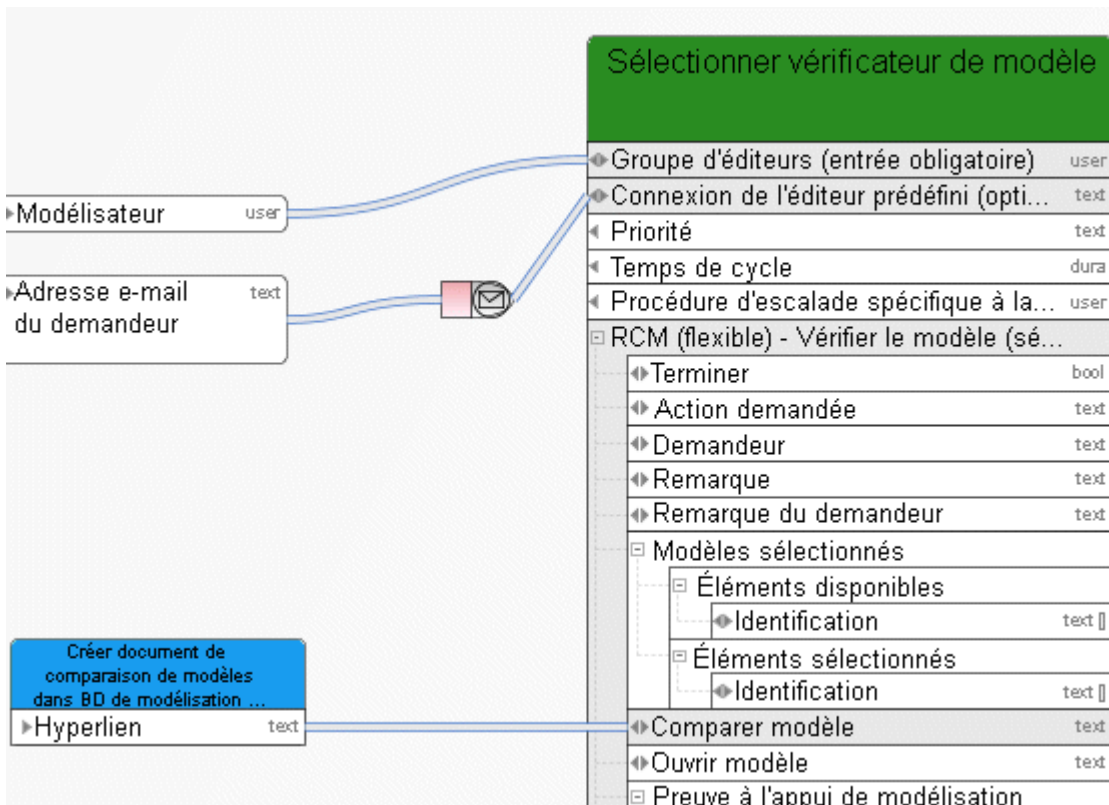 Sélectionner vérificateur de modèle
Groupe d'éditeurs (entrée obligatoire) user
Modélisateur user
Connexion de l'éditeur prédéfini (opti... text
Priorité text
Adresse e-mail text
du demandeur
Temps de cycle dura
Procédure d'escalade spécifique à la... user
RCM (flexible) - Vérifier le modèle (sé...
Terminer bool
Action demandée text
Demandeur text
Remarque text
Remarque du demandeur text
Modèles sélectionnés
Éléments disponibles
Identification text []
Éléments sélectionnés
Identification text []
Créer document de
comparaison de modèles
dans BD de modélisation ...
Hyperlien text
Comparer modèle text
Ouvrir modèle text
Preuve à l'appui de modélisation